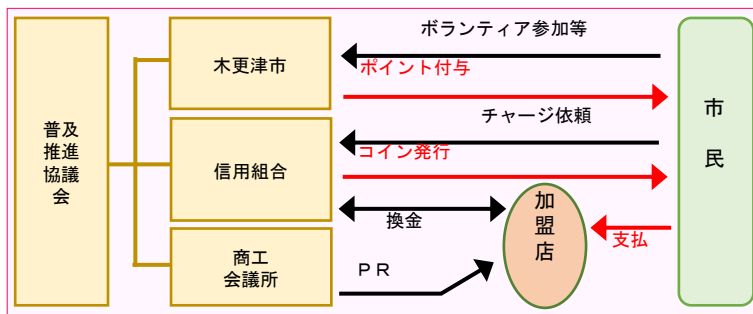 普及
推進
協議
会
木更津市
信用組合
商工
会議所
ボランティア参加等
ポイント付与
チャージ依頼
コイン発行
換金
ＰＲ
加
盟
店
支払
市
民